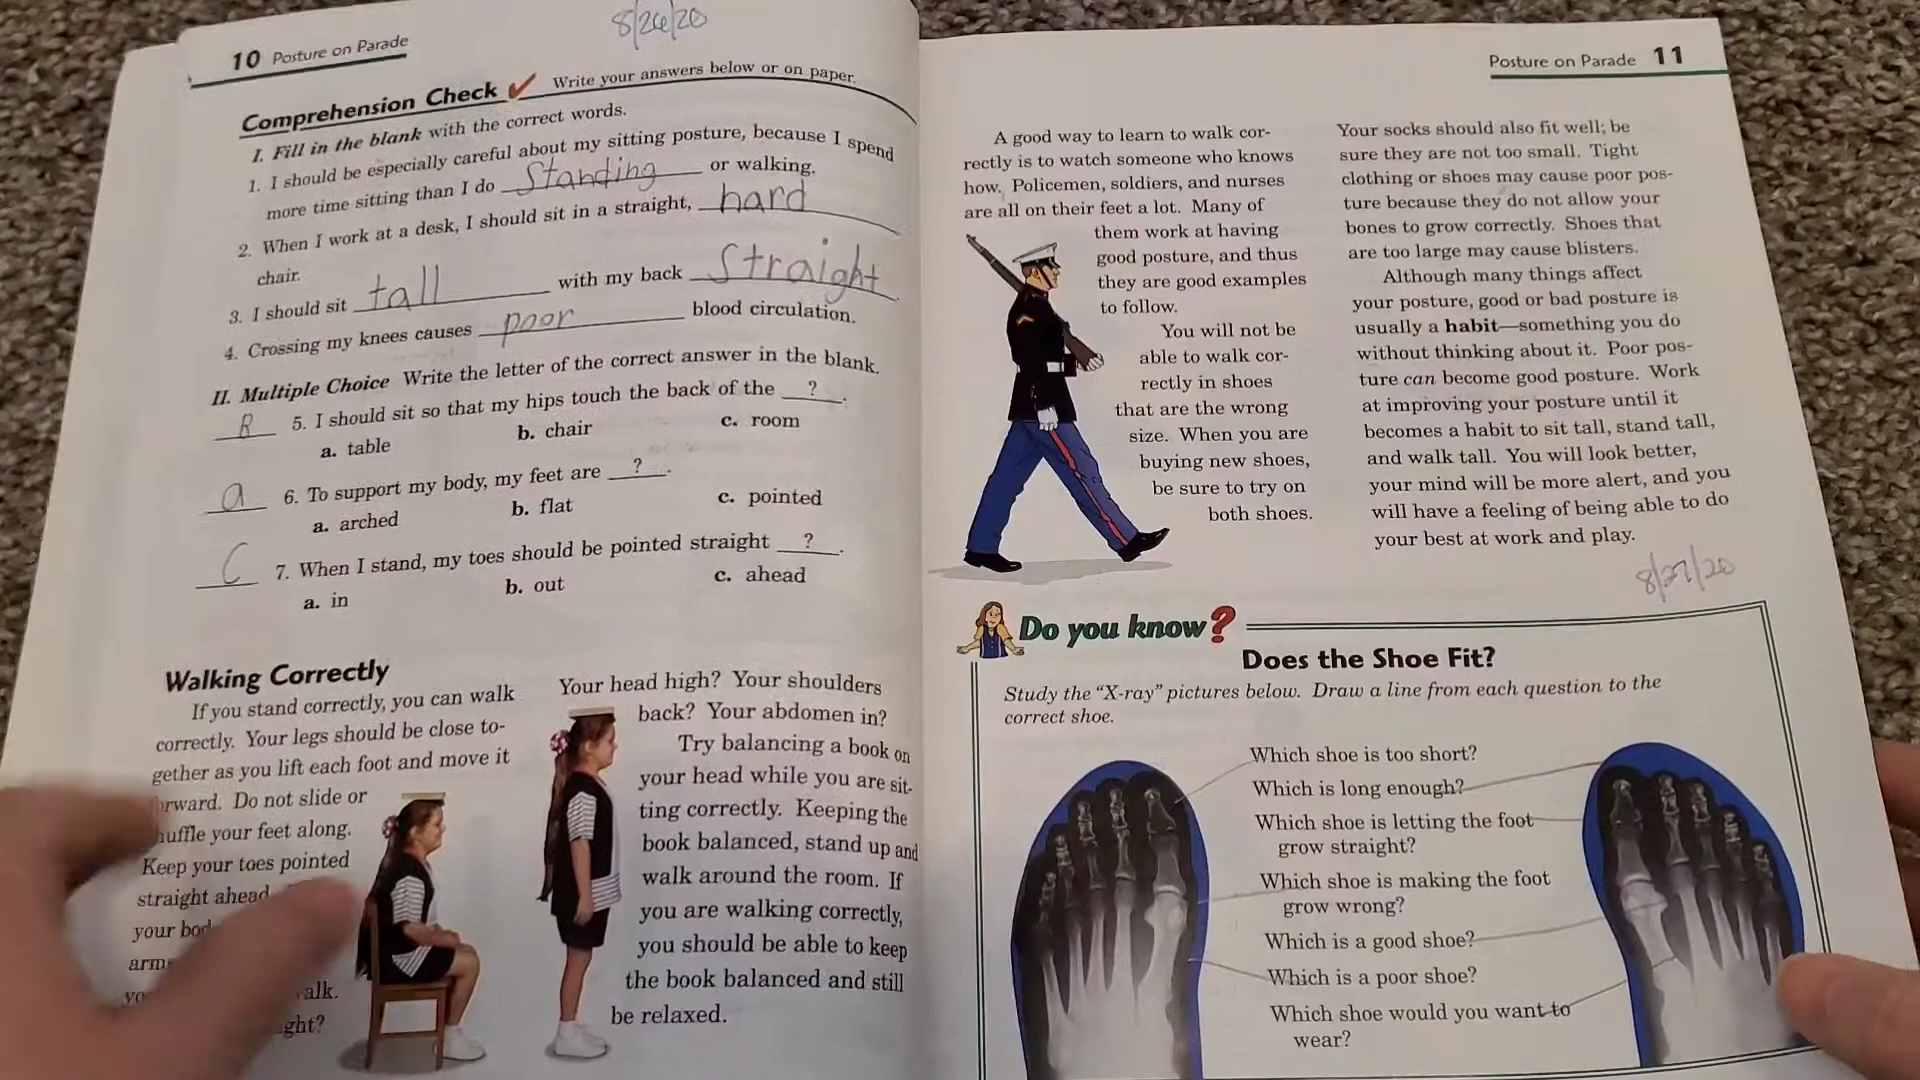 8/26/20
10 Posture on Parade
Comprehension Check Write your answers below or on paper.
I. Fill in the blank with the correct words.
1. I should be especially careful about my sitting posture, because I spend
more time sitting than I do Standing or walking.
2. When I work at a desk, I should sit in a straight, hard
chair.
3. I should sit tall with my back Straight.
4. Crossing my knees causes poor blood circulation.
II. Multiple Choice Write the letter of the correct answer in the blank.
B 5. I should sit so that my hips touch the back of the ?.
a. table b. chair c. room
a 6. To support my body, my feet are ?.
a. arched b. flat c. pointed
C 7. When I stand, my toes should be pointed straight ?.
a. in b. out c. ahead
Walking Correctly
If you stand correctly, you can walk
correctly. Your legs should be close to-
gether as you lift each foot and move it
Do not slide or
your feet along.
Keep your toes pointed
straight ahead
your

Your head high? Your shoulders
back? Your abdomen in?
Try balancing a book on
your head while you are sit-
ting correctly. Keeping the
book balanced, stand up and
walk around the room. If
you are walking correctly,
you should be able to keep
the book balanced and still
be relaxed.
Posture on Parade 11
A good way to learn to walk cor-
rectly is to watch someone who knows
how. Policemen, soldiers, and nurses
are all on their feet a lot. Many of
them work at having
good posture, and thus
they are good examples
to follow.
You will not be
able to walk cor-
rectly in shoes
that are the wrong
size. When you are
buying new shoes,
be sure to try on
both shoes.
Your socks should also fit well; be
sure they are not too small. Tight
clothing or shoes may cause poor pos-
ture because they do not allow your
bones to grow correctly. Shoes that
are too large may cause blisters.
Although many things affect
your posture, good or bad posture is
usually a habit—something you do
without thinking about it. Poor pos-
ture can become good posture. Work
at improving your posture until it
becomes a habit to sit tall, stand tall,
and walk tall. You will look better,
your mind will be more alert, and you
will have a feeling of being able to do
your best at work and play.
8/27/20
Do you know?
Does the Shoe Fit?
Study the “X-ray” pictures below. Draw a line from each question to the
correct shoe.
Which shoe is too short?
Which is long enough?
Which shoe is letting the foot
grow straight?
Which shoe is making the foot
grow wrong?
Which is a good shoe?
Which is a poor shoe?
Which shoe would you want to
wear?